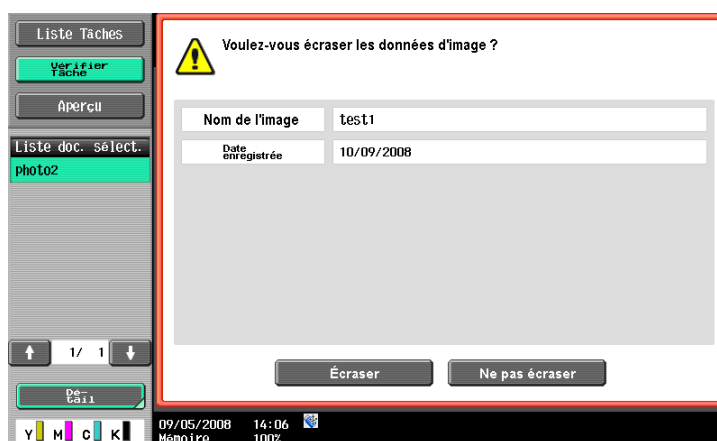 Liste Tâches
Vérifier
Tâche
Aperçu
Liste doc. sélect.
photo2
1/ 1
Dé-
tail
Y M C K
Voulez-vous écraser les données d'image ?
Nom de l'image test1
Date
enregistrée 10/09/2008
Écraser Ne pas écraser
09/05/2008 14:06
Mémoire 100%